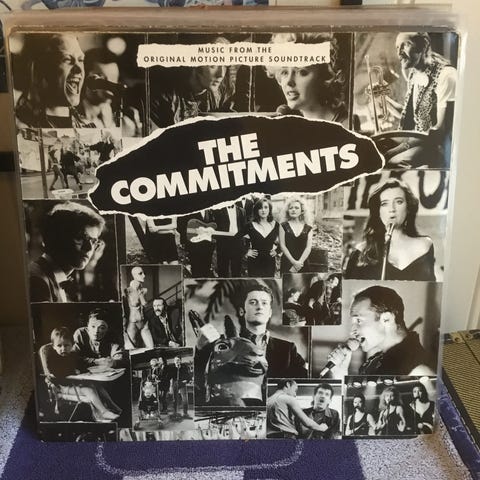 MUSIC FROM THE
ORIGINAL MOTION PICTURE SOUNDTRACK
THE
COMMITMENTS